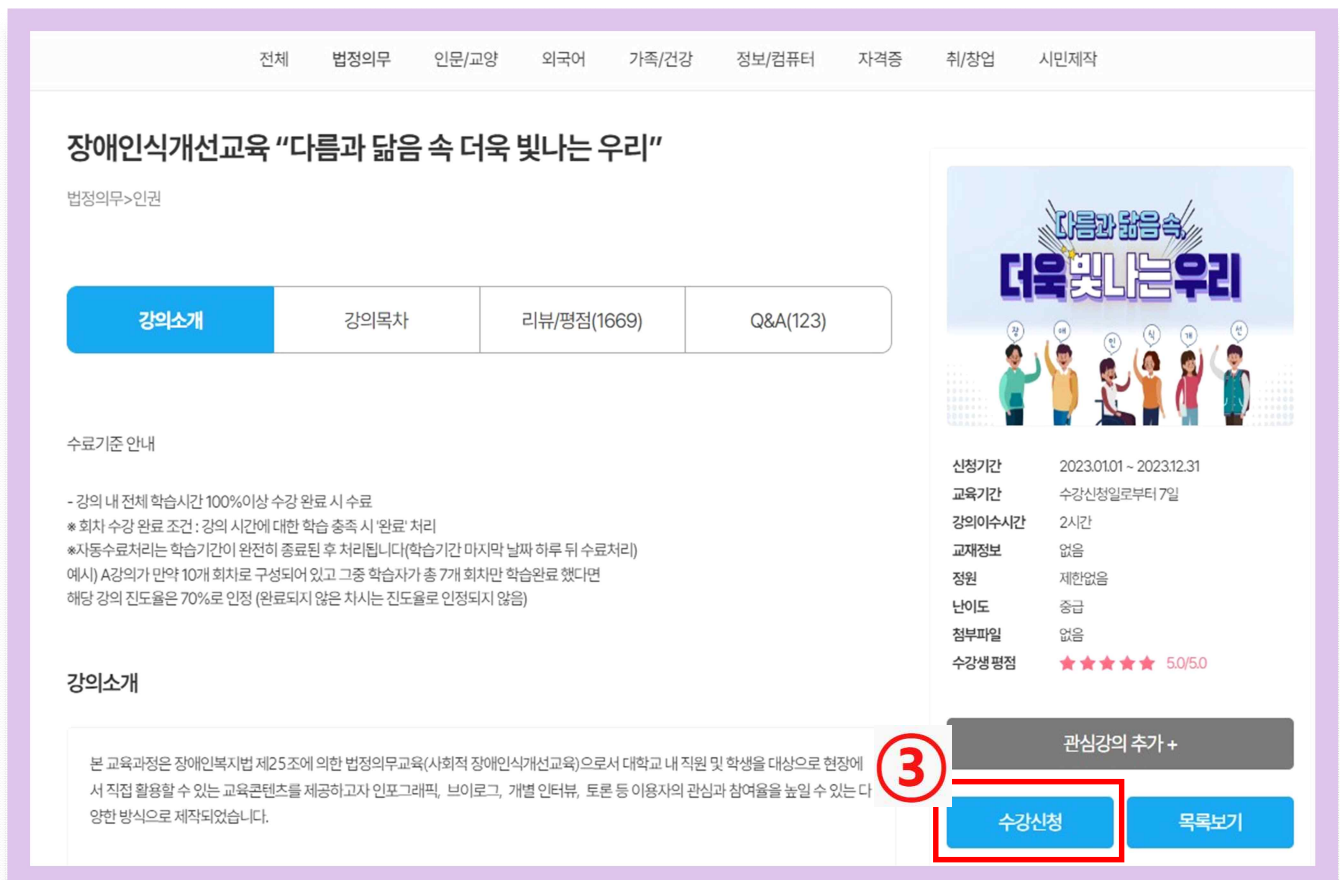 전체 법정의무 인문/교양 외국어 가족/건강 정보/컴퓨터 자격증 취/창업 시민제작
장애인식개선교육 “다름과 닮음 속 더욱 빛나는 우리”
법정의무>인권
강의소개 강의목차 리뷰/평점(1669) Q&A(123)
수료기준 안내
- 강의 내 전체 학습시간 100%이상 수강 완료 시 수료
※ 회차 수강 완료 조건 : 강의 시간에 대한 학습 충족 시 '완료' 처리
※자동수료처리는 학습기간이 완전히 종료된 후 처리됩니다(학습기간 마지막 날짜 하루 뒤 수료처리)
예시) A강의가 만약 10개 회차로 구성되어 있고 그중 학습자가 총 7개 회차만 학습완료 했다면
해당 강의 진도율은 70%로 인정 (완료되지 않은 차시는 진도율로 인정되지 않음)
강의소개
본 교육과정은 장애인복지법 제25조에 의한 법정의무교육(사회적 장애인식개선교육)으로서 대학교 내 직원 및 학생을 대상으로 현장에
서 직접 활용할 수 있는 교육콘텐츠를 제공하고자 인포그래픽, 브이로그, 개별 인터뷰, 토론 등 이용자의 관심과 참여율을 높일 수 있는 다
양한 방식으로 제작되었습니다.
다름과 닮음 속,
더욱 빛나는 우리
장 애 인 식 개 선
신청기간 2023.01.01 ~ 2023.12.31
교육기간 수강신청일로부터 7일
강의이수시간 2시간
교재정보 없음
정원 제한없음
난이도 중급
첨부파일 없음
수강생 평점 ★★★★★ 5.0/5.0
관심강의 추가 +
③
수강신청 목록보기